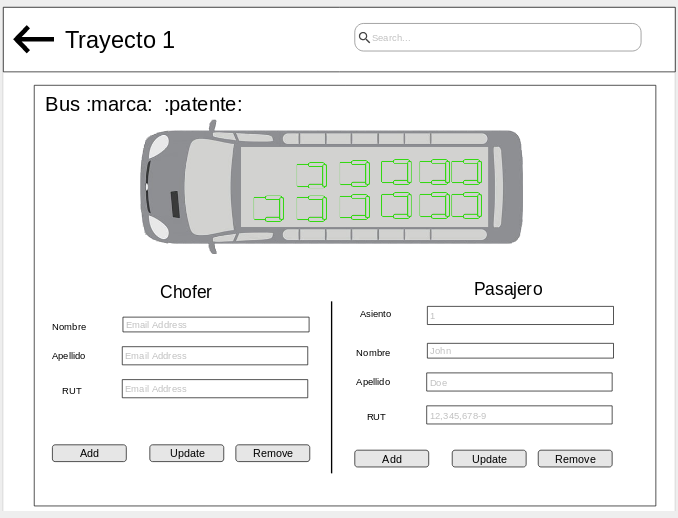 Trayecto 1
Search...
Bus :marca:  :patente:
Chofer
Nombre
Email Address
Apellido
Email Address
RUT
Email Address
Add
Update
Remove
Pasajero
Asiento
1
Nombre
John
Apellido
Doe
RUT
12,345,678-9
Add
Update
Remove